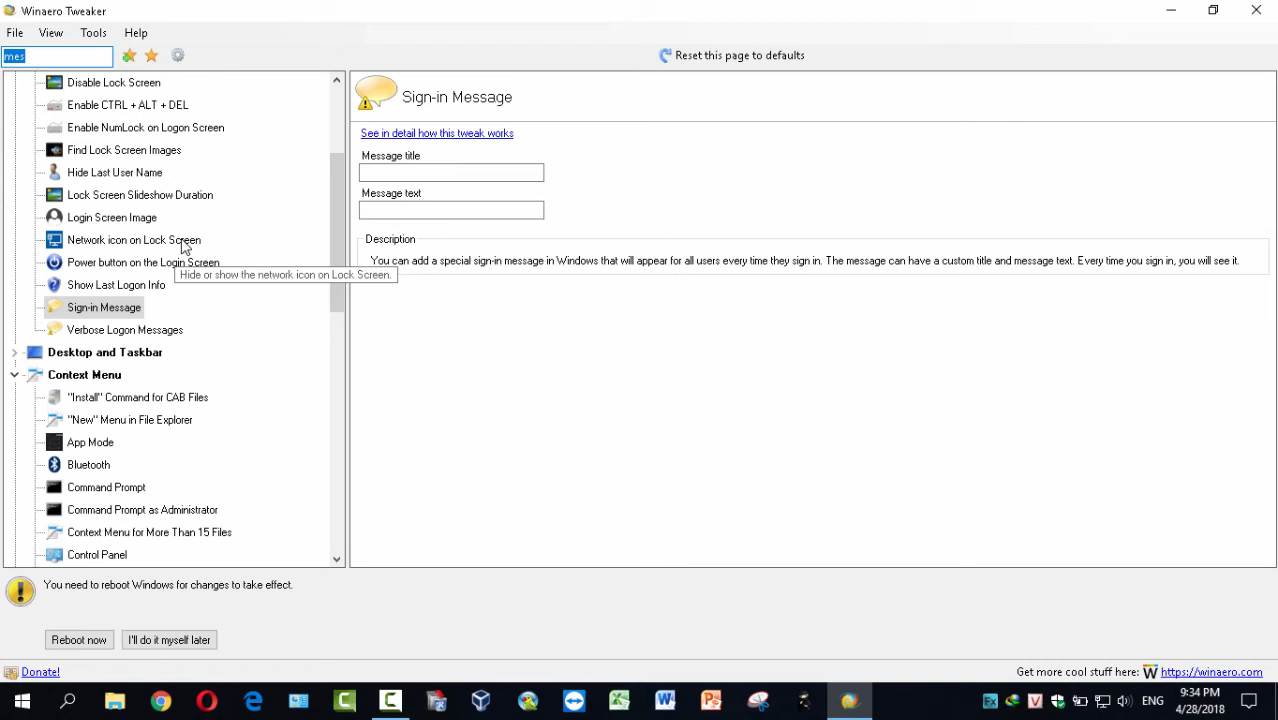 Winaero Tweaker
File View Tools Help
mes
Reset this page to defaults
Disable Lock Screen
Enable CTRL + ALT + DEL
Enable NumLock on Logon Screen
Find Lock Screen Images
Hide Last User Name
Lock Screen Slideshow Duration
Login Screen Image
Network icon on Lock Screen
Power button on the Login Screen
Hide or show the network icon on Lock Screen.
Show Last Logon Info
Sign-in Message
Verbose Logon Messages
Desktop and Taskbar
Context Menu
"Install" Command for CAB Files
"New" Menu in File Explorer
App Mode
Bluetooth
Command Prompt
Command Prompt as Administrator
Context Menu for More Than 15 Files
Control Panel
Sign-in Message
See in detail how this tweak works
Message title
Message text
Description
You can add a special sign-in message in Windows that will appear for all users every time they sign in. The message can have a custom title and message text. Every time you sign in, you will see it.
You need to reboot Windows for changes to take effect.
Reboot now I'll do it myself later
Donate! Get more cool stuff here: W https://winaero.com
ENG
9:34 PM
4/28/2018